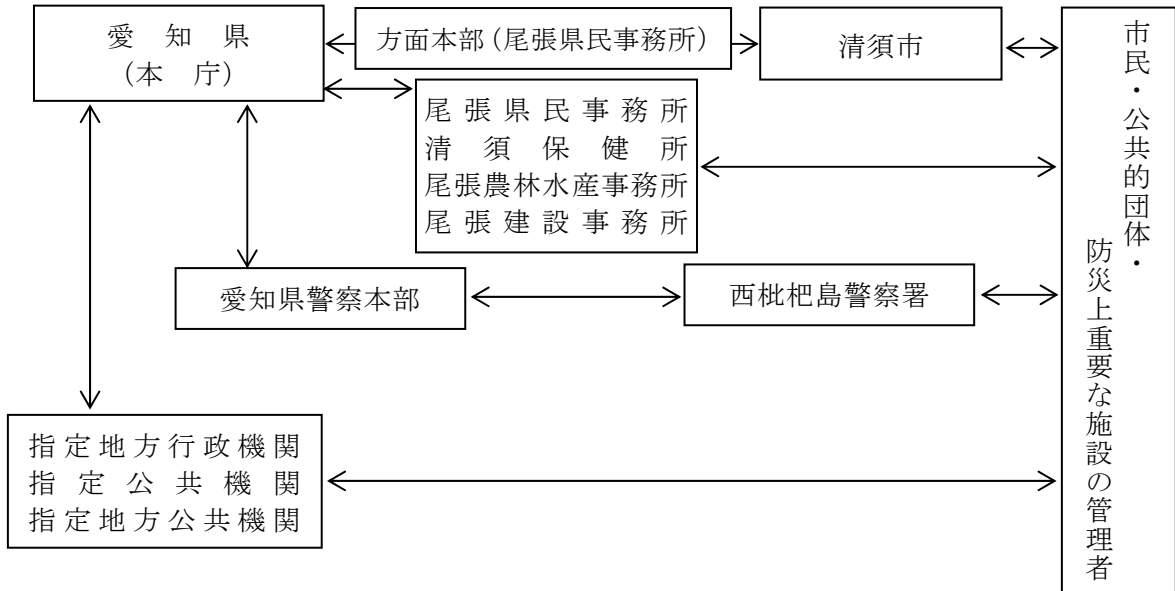 愛知県
（本庁）
方面本部（尾張県民事務所）
清須市
尾張県民事務所
清須保健所
尾張農林水産事務所
尾張建設事務所
愛知県警察本部
西枇杷島警察署
指定地方行政機関
指定公共機関
指定地方公共機関
市民・公共的団体・
防災上重要な施設の管理者